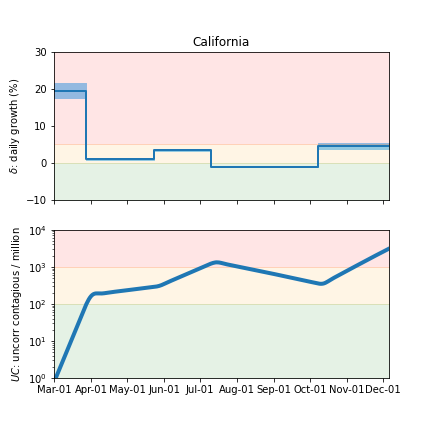 California
30
20
10
0
−10
δ: daily growth (%)
10⁴
10³
10²
10¹
10⁰
UC: uncorr contagious / million
Mar-01 Apr-01 May-01 Jun-01 Jul-01 Aug-01 Sep-01 Oct-01 Nov-01 Dec-01